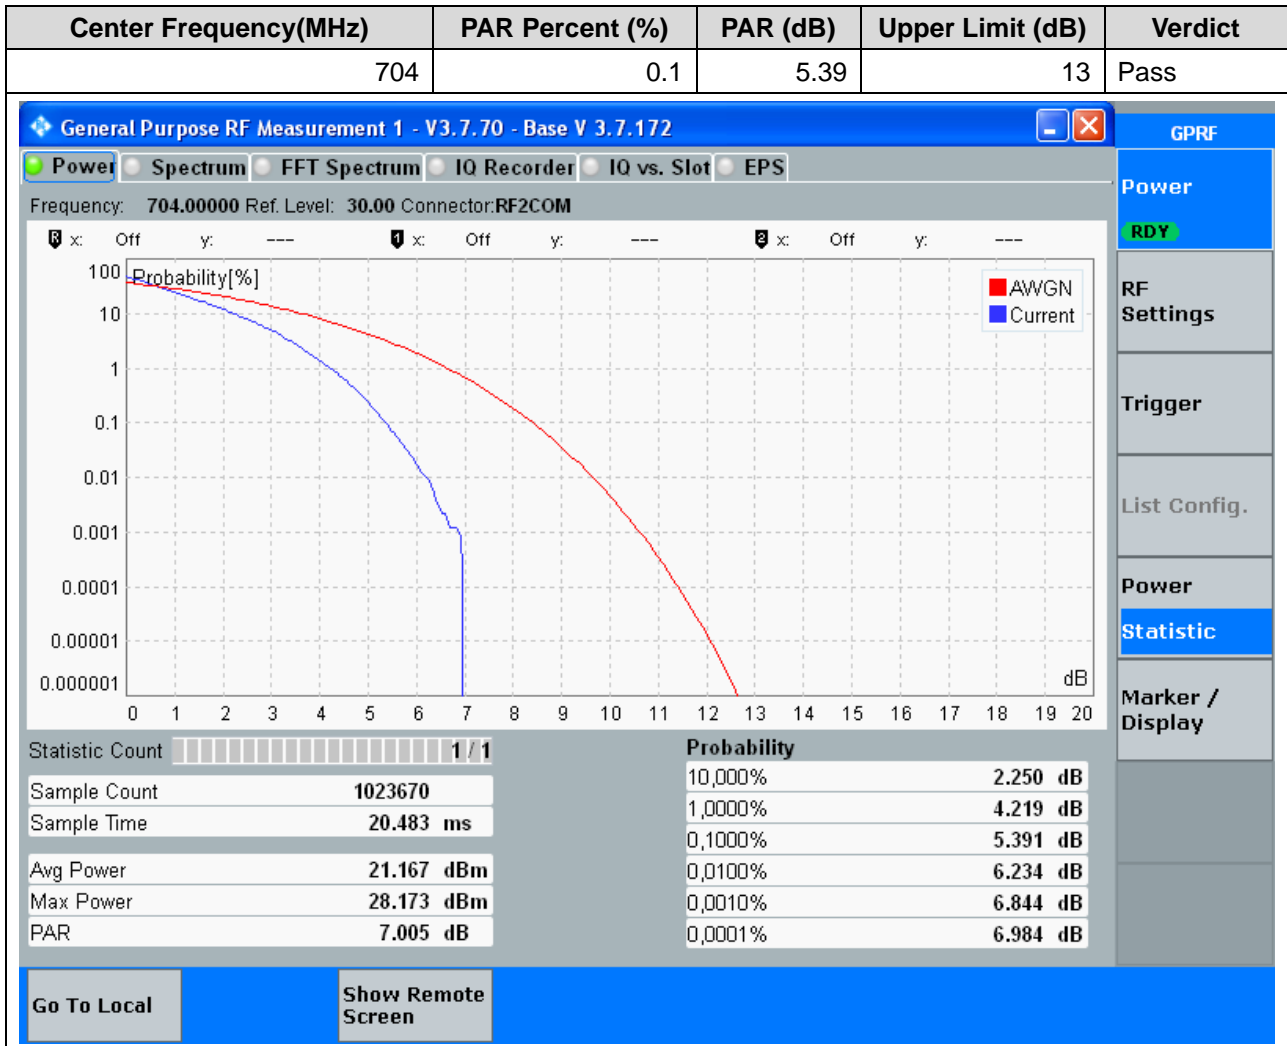 Center Frequency(MHz) PAR Percent (%) PAR (dB) Upper Limit (dB) Verdict
704 0.1 5.39 13 Pass
General Purpose RF Measurement 1 - V3.7.70 - Base V 3.7.172
GPRF
Power Spectrum FFT Spectrum IQ Recorder IQ vs. Slot EPS
Power
RDY
Frequency: 704.00000 Ref. Level: 30.00 Connector:RF2COM
R x: Off y: --- 1 x: Off y: --- 2 x: Off y: ---
Probability[%]
AWGN
Current
100
10
1
0.1
0.01
0.001
0.0001
0.00001
0.000001
dB
0 1 2 3 4 5 6 7 8 9 10 11 12 13 14 15 16 17 18 19 20
RF
Settings
Trigger
List Config.
Power
Statistic
Marker /
Display
Statistic Count 1 / 1
Sample Count 1023670
Sample Time 20.483 ms
Avg Power 21.167 dBm
Max Power 28.173 dBm
PAR 7.005 dB
Probability
10,000% 2.250 dB
1,0000% 4.219 dB
0,1000% 5.391 dB
0,0100% 6.234 dB
0,0010% 6.844 dB
0,0001% 6.984 dB
Go To Local
Show Remote
Screen